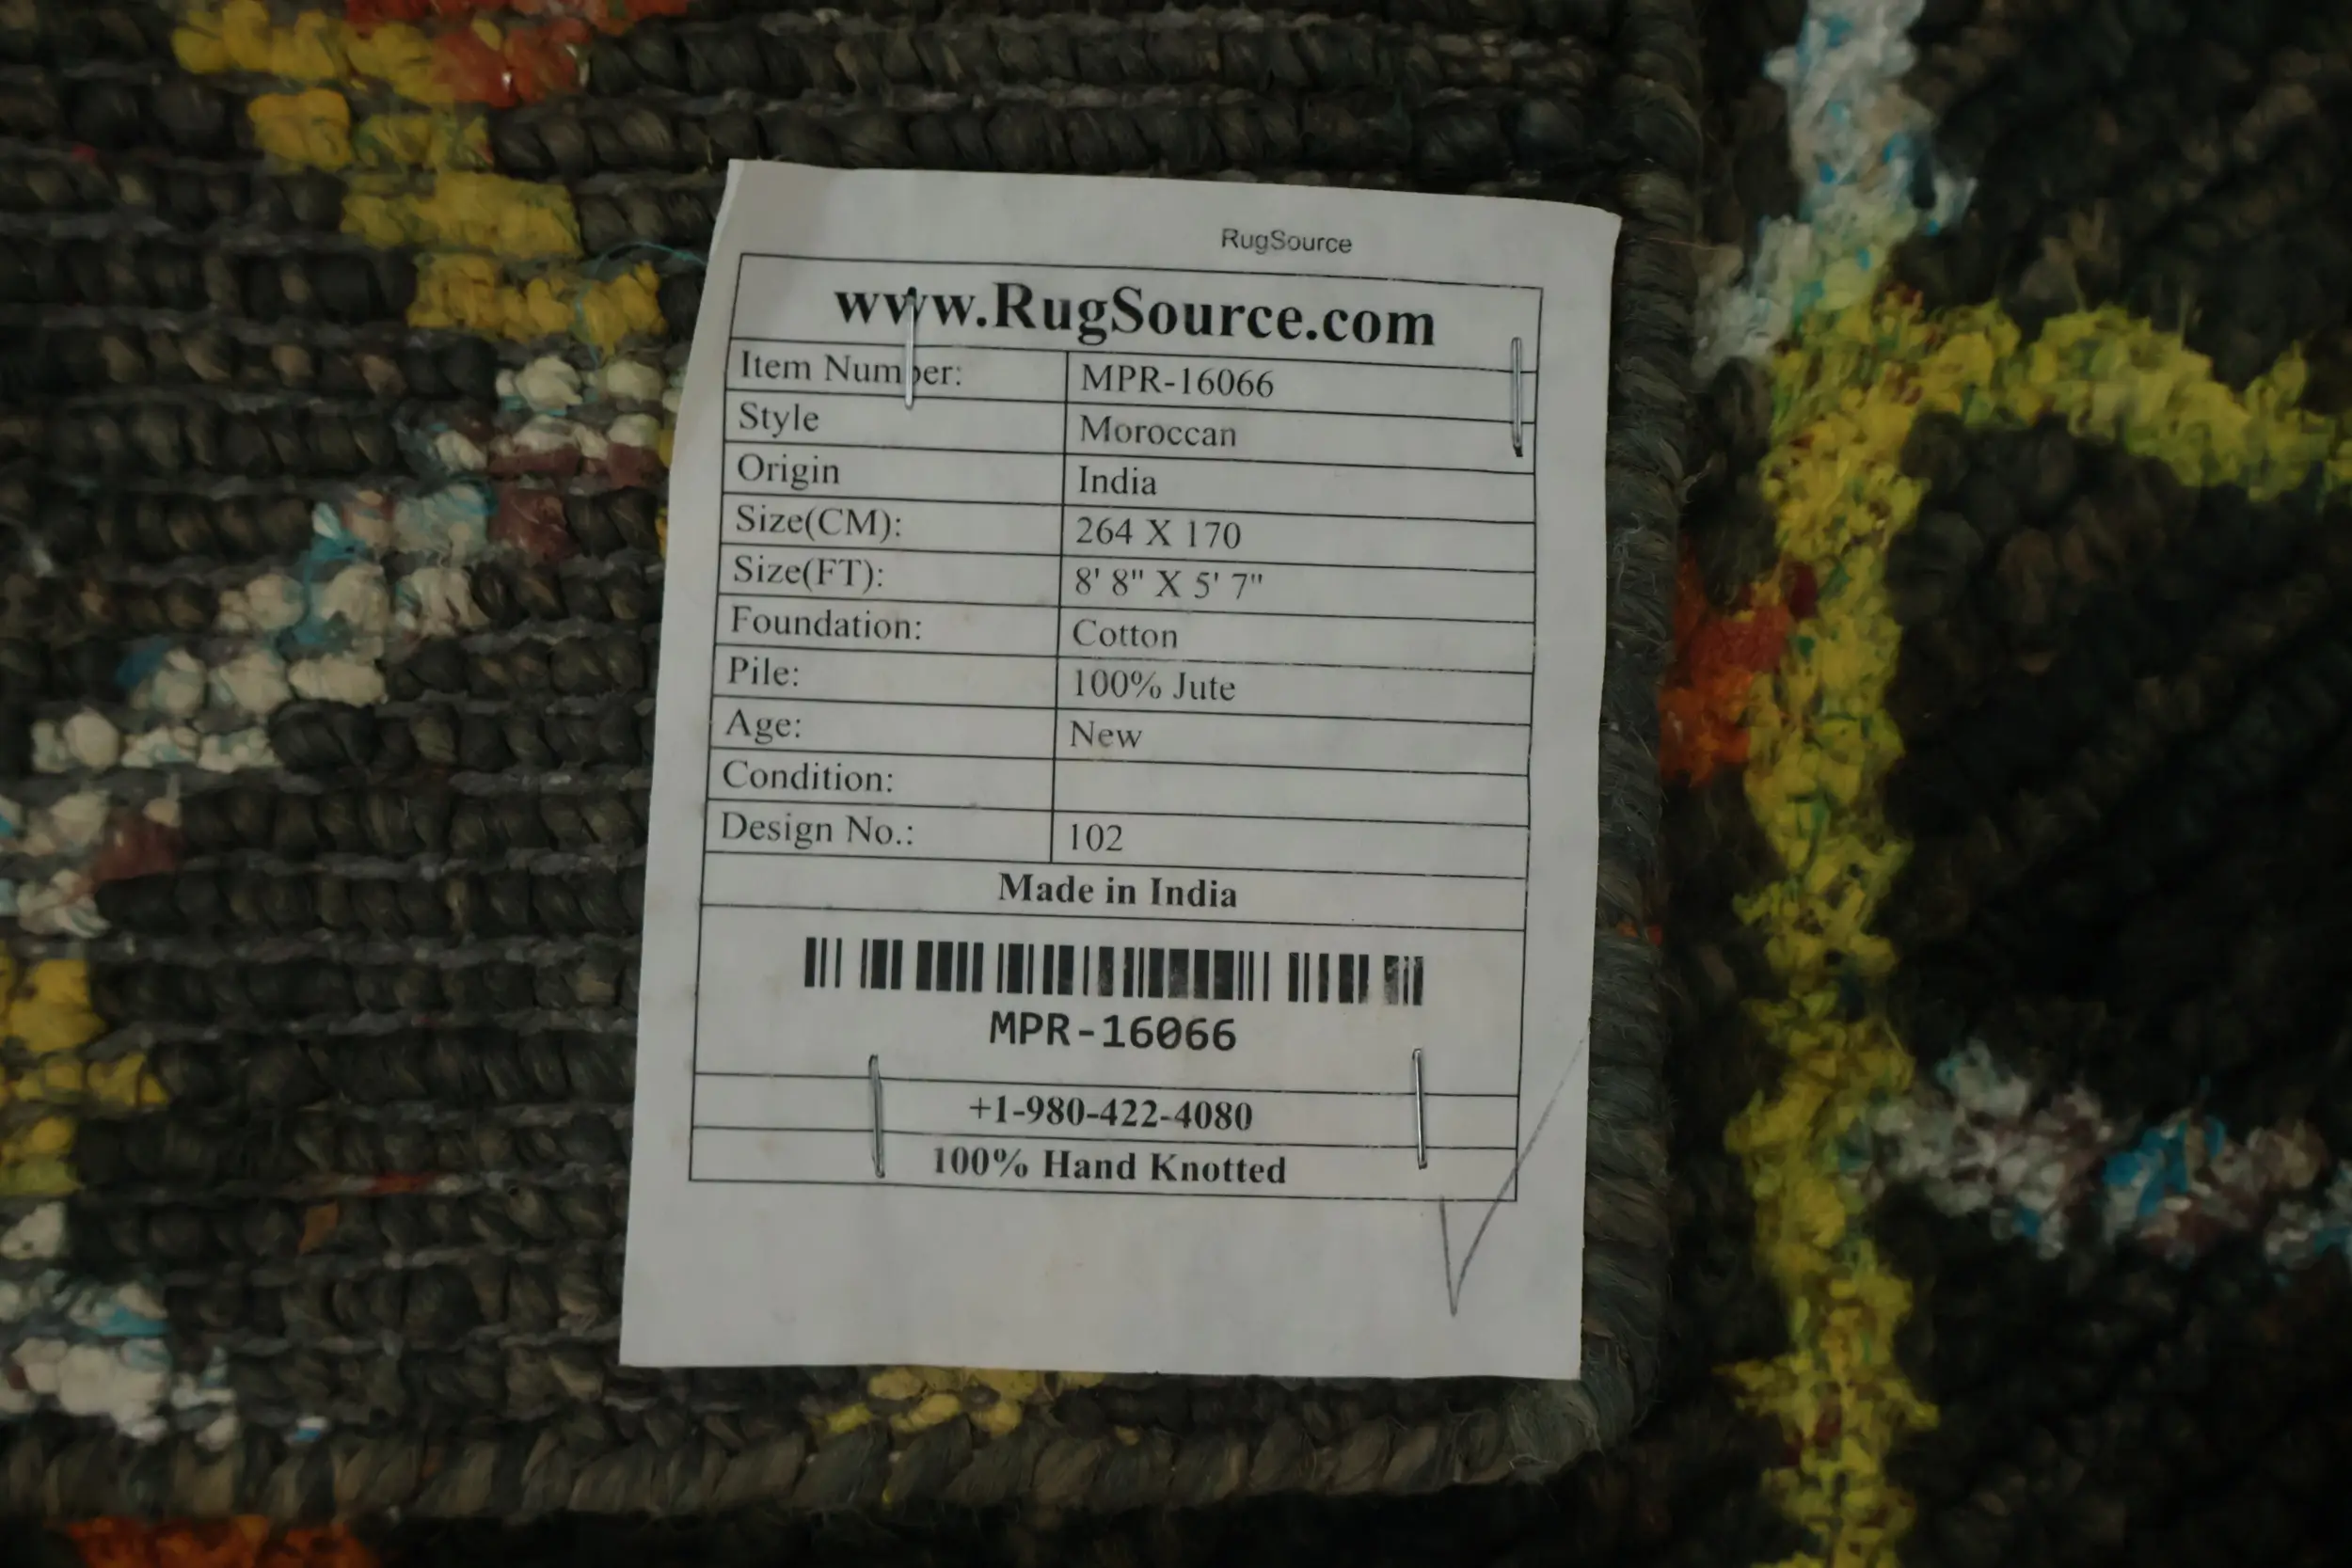 RugSource
www.RugSource.com
Item Number: MPR-16066
Style Moroccan
Origin India
Size(CM): 264 X 170
Size(FT): 8' 8" X 5' 7"
Foundation: Cotton
Pile: 100% Jute
Age: New
Condition:
Design No.: 102
Made in India
MPR-16066
+1-980-422-4080
100% Hand Knotted